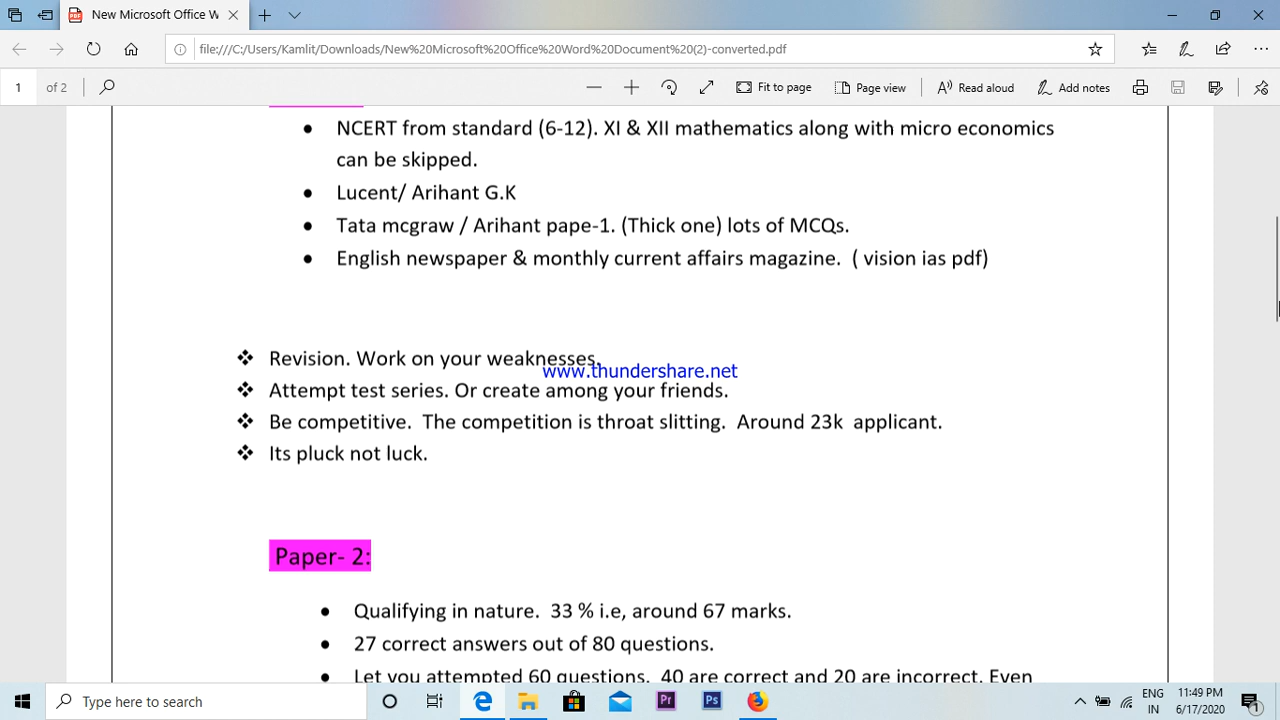 New Microsoft Office W
file:///C:/Users/Kamlit/Downloads/New%20Microsoft%20Office%20Word%20Document%20(2)-converted.pdf
1 of 2 Fit to page Page view Read aloud Add notes
• NCERT from standard (6-12). XI & XII mathematics along with micro economics
can be skipped.
• Lucent/ Arihant G.K
• Tata mcgraw / Arihant pape-1. (Thick one) lots of MCQs.
• English newspaper & monthly current affairs magazine. ( vision ias pdf)
❖ Revision. Work on your weaknesses.
www.thundershare.net
❖ Attempt test series. Or create among your friends.
❖ Be competitive. The competition is throat slitting. Around 23k applicant.
❖ Its pluck not luck.
Paper- 2:
• Qualifying in nature. 33 % i.e, around 67 marks.
• 27 correct answers out of 80 questions.
• Let you attempted 60 questions. 40 are correct and 20 are incorrect. Even
Type here to search
Pr
Ps
ENG 11:49 PM
IN 6/17/2020
1